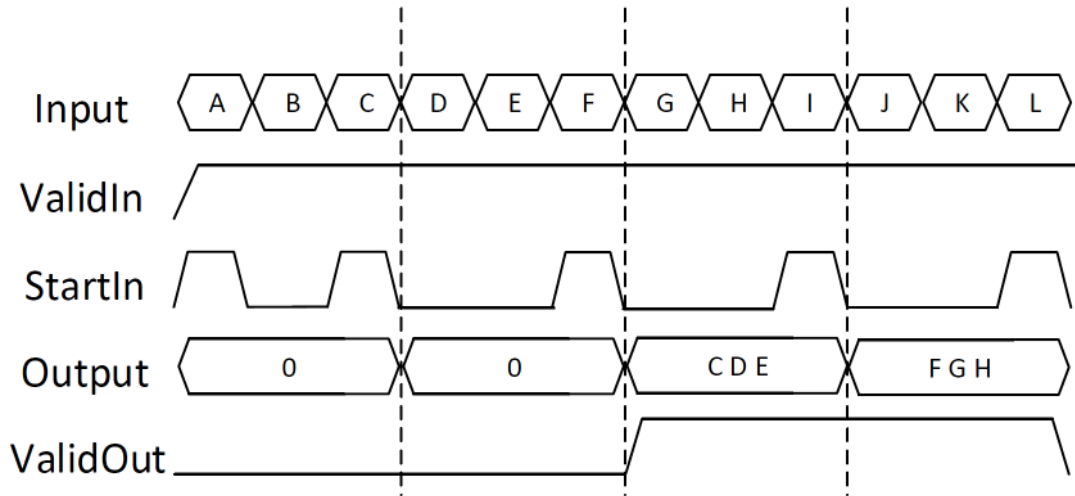 Input A B C D E F G H I J K L
ValidIn
StartIn
Output 0 0 C D E F G H
ValidOut